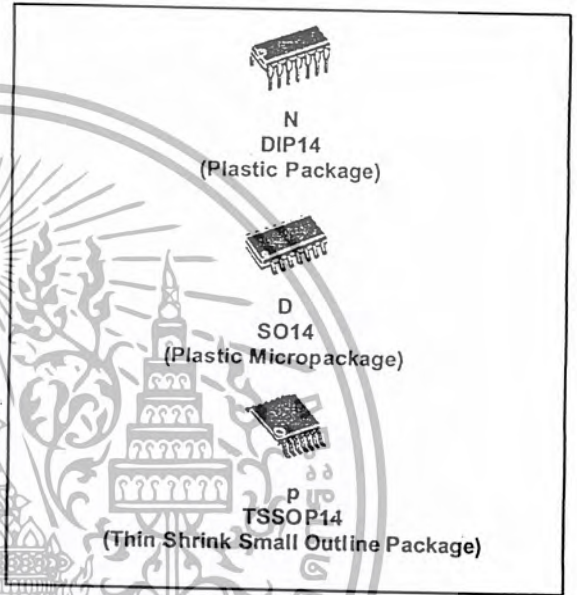 N
DIP14
(Plastic Package)
D
SO14
(Plastic Micropackage)
P
TSSOP14
(Thin Shrink Small Outline Package)